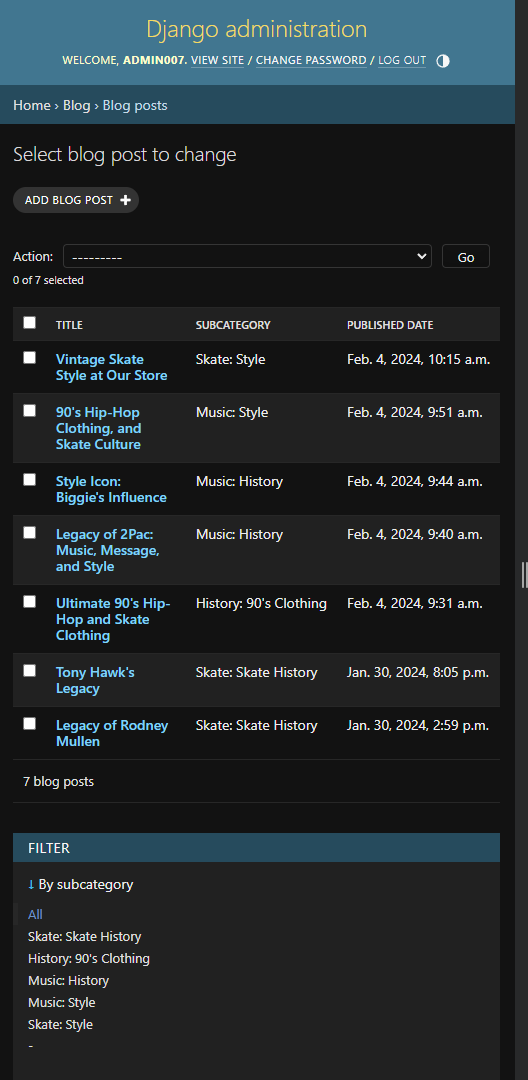 Django administration
WELCOME, ADMIN007. VIEW SITE / CHANGE PASSWORD / LOG OUT
Home › Blog › Blog posts
Select blog post to change
ADD BLOG POST +
Action: --------- Go
0 of 7 selected
TITLE SUBCATEGORY PUBLISHED DATE
Vintage Skate Skate: Style Feb. 4, 2024, 10:15 a.m.
Style at Our Store
90's Hip-Hop Music: Style Feb. 4, 2024, 9:51 a.m.
Clothing, and
Skate Culture
Style Icon: Music: History Feb. 4, 2024, 9:44 a.m.
Biggie's Influence
Legacy of 2Pac: Music: History Feb. 4, 2024, 9:40 a.m.
Music, Message,
and Style
Ultimate 90's Hip- History: 90's Clothing Feb. 4, 2024, 9:31 a.m.
Hop and Skate
Clothing
Tony Hawk's Skate: Skate History Jan. 30, 2024, 8:05 p.m.
Legacy
Legacy of Rodney Skate: Skate History Jan. 30, 2024, 2:59 p.m.
Mullen
7 blog posts
FILTER
↓ By subcategory
All
Skate: Skate History
History: 90's Clothing
Music: History
Music: Style
Skate: Style
-